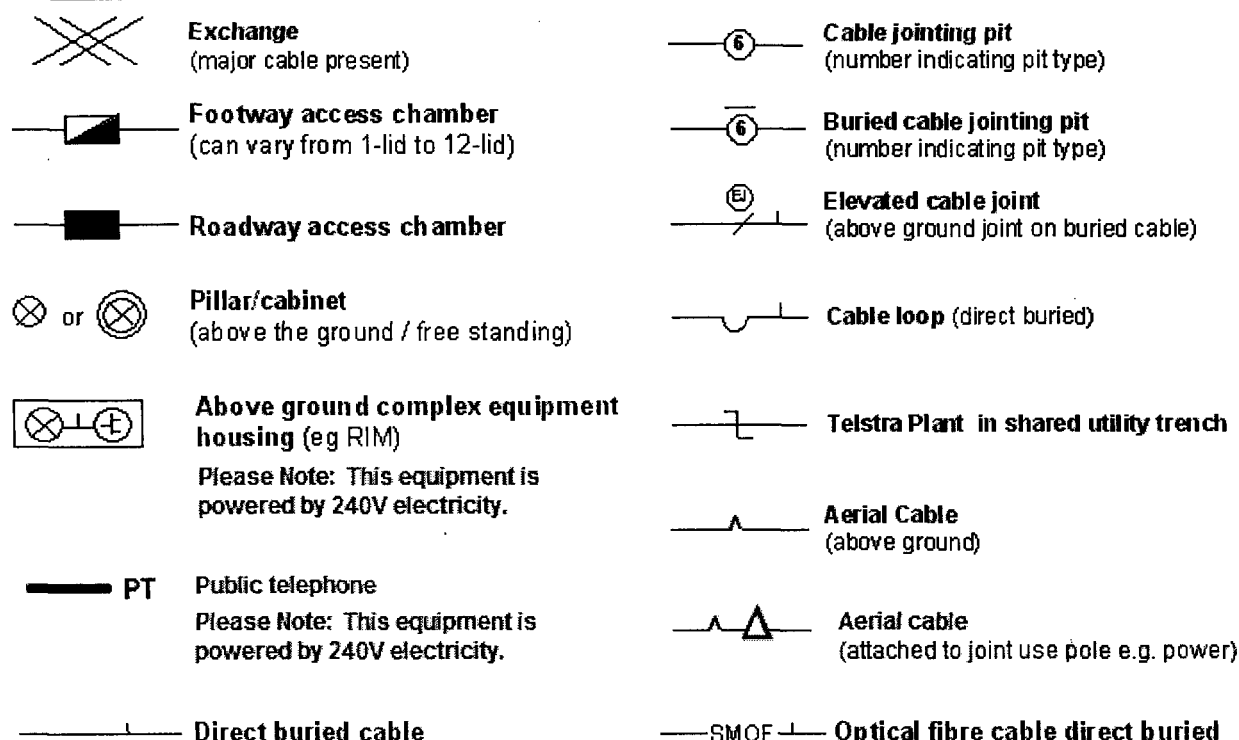 Exchange
(major cable present)
Footway access chamber
(can vary from 1-lid to 12-lid)
Roadway access chamber
or
Pillar/cabinet
(above the ground / free standing)
Above ground complex equipment
housing (eg RIM)
Please Note: This equipment is
powered by 240V electricity.
PT Public telephone
Please Note: This equipment is
powered by 240V electricity.
Direct buried cable
6 Cable jointing pit
(number indicating pit type)
6 Buried cable jointing pit
(number indicating pit type)
EJ Elevated cable joint
(above ground joint on buried cable)
Cable loop (direct buried)
Telstra Plant in shared utility trench
Aerial Cable
(above ground)
Aerial cable
(attached to joint use pole e.g. power)
SMOF Optical fibre cable direct buried